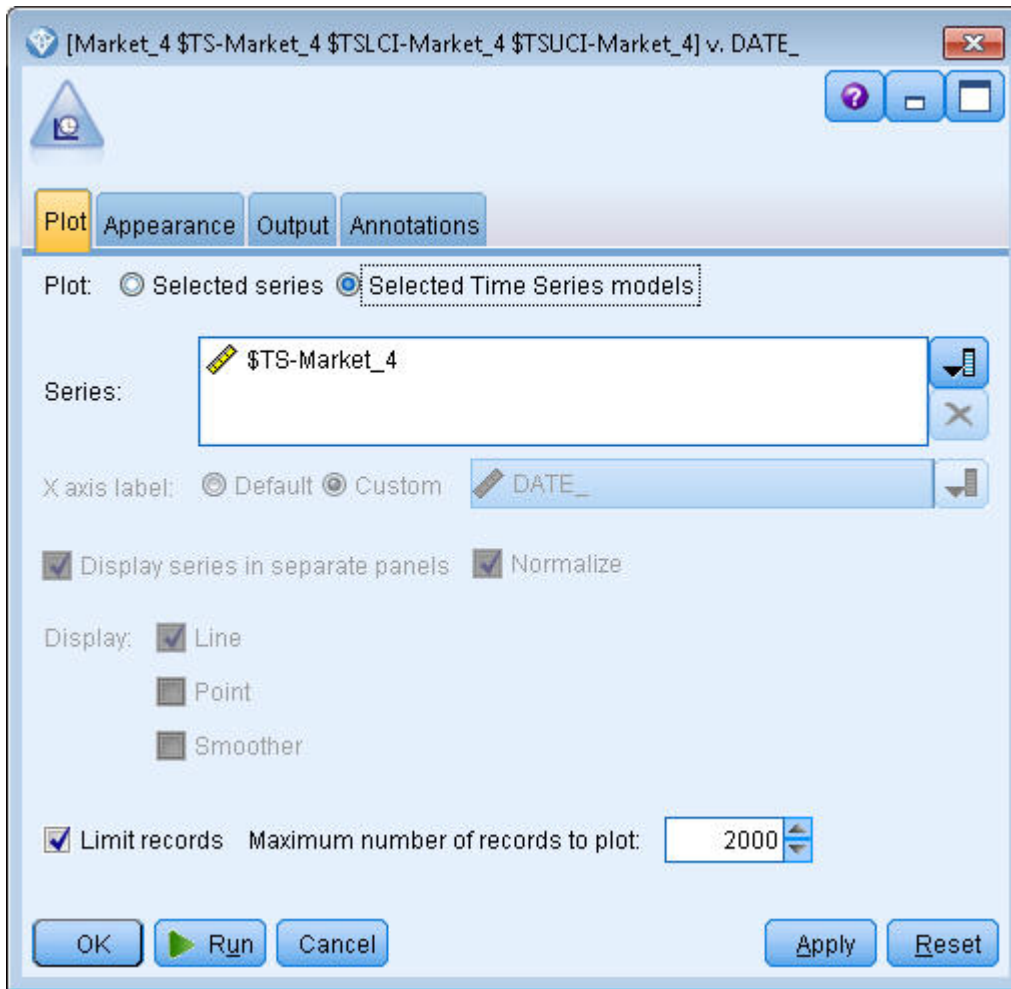 [Market_4 $TS-Market_4 $TSLCI-Market_4 $TSUCI-Market_4] v. DATE_
Plot Appearance Output Annotations
Plot: Selected series Selected Time Series models
Series: $TS-Market_4
X axis label: Default Custom DATE_
Display series in separate panels Normalize
Display: Line
Point
Smoother
Limit records Maximum number of records to plot: 2000
OK Run Cancel Apply Reset